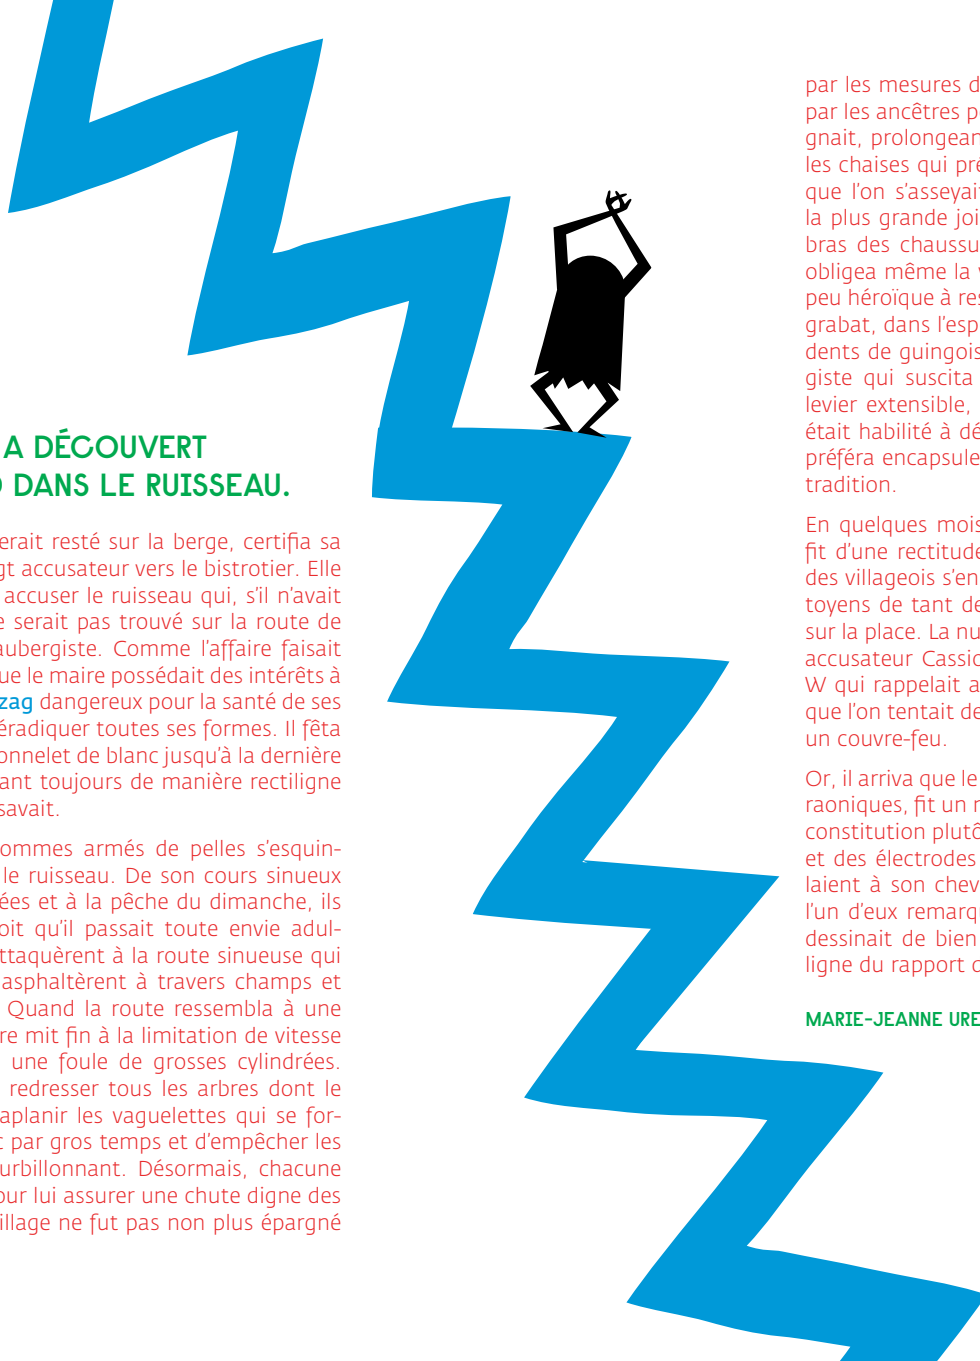 A DÉCOUVERT
DANS LE RUISSEAU.
erait resté sur la berge, certifia sa
gt accusateur vers le bistrotier. Elle
accuser le ruisseau qui, s’il n’avait
e serait pas trouvé sur la route de
aubergiste. Comme l’affaire faisait
ue le maire possédait des intérêts à
zag dangereux pour la santé de ses
éradiquer toutes ses formes. Il fêta
onnelet de blanc jusqu’à la dernière
ant toujours de manière rectiligne
savait.
ommes armés de pelles s’esquin-
le ruisseau. De son cours sinueux
ées et à la pêche du dimanche, ils
oit qu’il passait toute envie adul-
ttaquèrent à la route sinueuse qui
asphaltèrent à travers champs et
Quand la route ressembla à une
re mit fin à la limitation de vitesse
une foule de grosses cylindrées.
redresser tous les arbres dont le
aplanir les vaguelettes qui se for-
t par gros temps et d’empêcher les
urbillonnant. Désormais, chacune
our lui assurer une chute digne des
illage ne fut pas non plus épargné
par les mesures d
par les ancêtres p
gnait, prolongean
les chaises qui pré
que l’on s’asseyait
la plus grande joi
bras des chaussu
obligea même la
peu héroïque à res
grabat, dans l’esp
dents de guingois
giste qui suscita
levier extensible,
était habilité à dé
préféra encapsule
tradition.
En quelques mois
fit d’une rectitude
des villageois s’en
toyens de tant de
sur la place. La nu
accusateur Cassio
W qui rappelait a
que l’on tentait de
un couvre-feu.
Or, il arriva que le
raoniques, fit un r
constitution plutô
et des électrodes
laient à son chev
l’un d’eux remarq
dessinait de bien
ligne du rapport d
MARIE-JEANNE URE